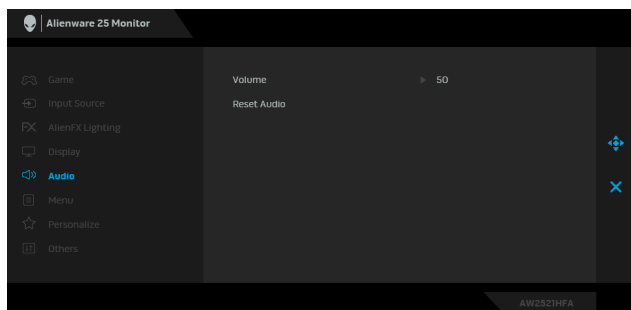 Alienware 25 Monitor
Game
Input Source
AlienFX Lighting
Display
Audio
Menu
Personalize
Others
Volume 50
Reset Audio
AW2521HFA